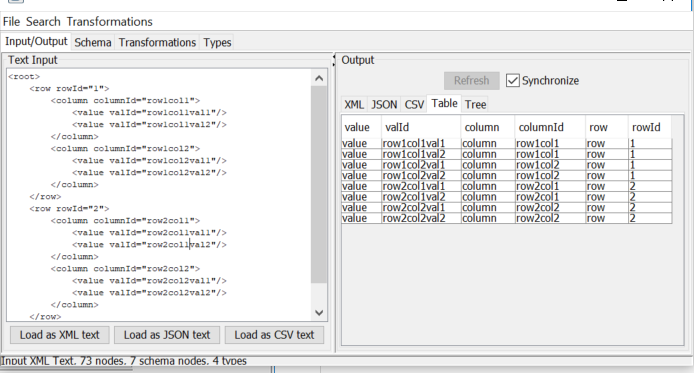 File Search Transformations
Input/Output Schema Transformations Types
Text Input
<root>
<row rowId="1">
<column columnId="row1col1">
<value valId="row1col1val1"/>
<value valId="row1col1val2"/>
</column>
<column columnId="row1col2">
<value valId="row1col2val1"/>
<value valId="row1col2val2"/>
</column>
</row>
<row rowId="2">
<column columnId="row2col1">
<value valId="row2col1val1"/>
<value valId="row2col1val2"/>
</column>
<column columnId="row2col2">
<value valId="row2col2val1"/>
<value valId="row2col2val2"/>
</column>
</row>
Load as XML text Load as JSON text Load as CSV text
Output
Refresh Synchronize
XML JSON CSV Table Tree
value valId column columnId row rowId
value row1col1val1 column row1col1 row 1
value row1col1val2 column row1col1 row 1
value row1col2val1 column row1col2 row 1
value row1col2val2 column row1col2 row 1
value row2col1val1 column row2col1 row 2
value row2col1val2 column row2col1 row 2
value row2col2val1 column row2col2 row 2
value row2col2val2 column row2col2 row 2
Input XML Text. 73 nodes. 7 schema nodes. 4 types